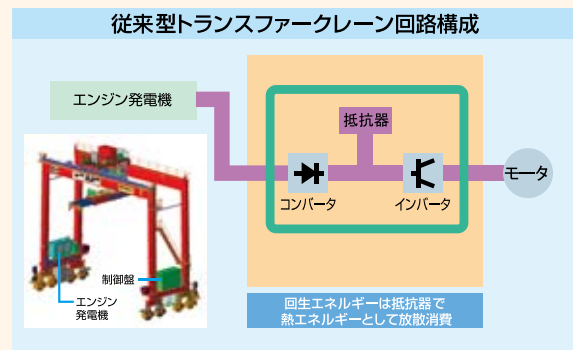 従来型トランスファークレーン回路構成
エンジン発電機
抵抗器
コンバータ
インバータ
モータ
制御盤
エンジン
発電機
回生エネルギーは抵抗器で
熱エネルギーとして放散消費